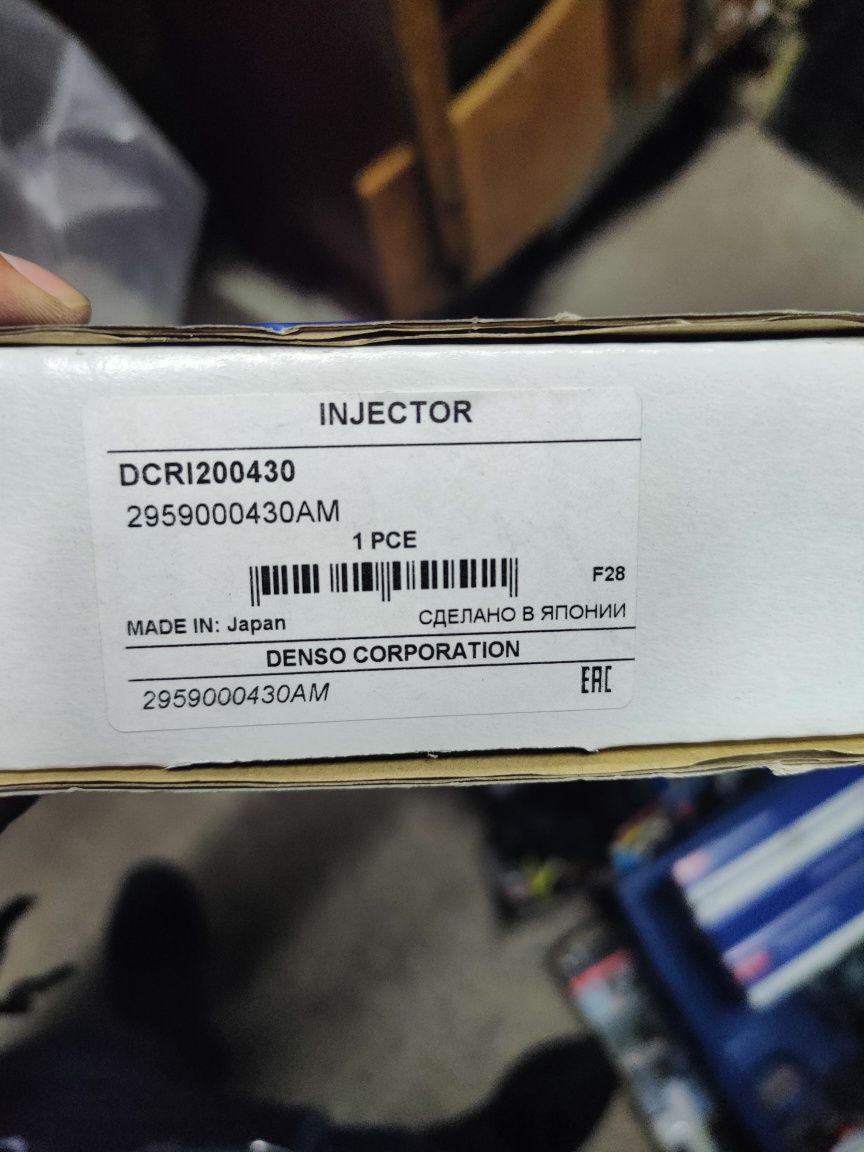 INJECTOR
DCRI200430
2959000430AM
1 PCE
F28
MADE IN: Japan
СДЕЛАНО В ЯПОНИИ
DENSO CORPORATION
2959000430AM
EAC